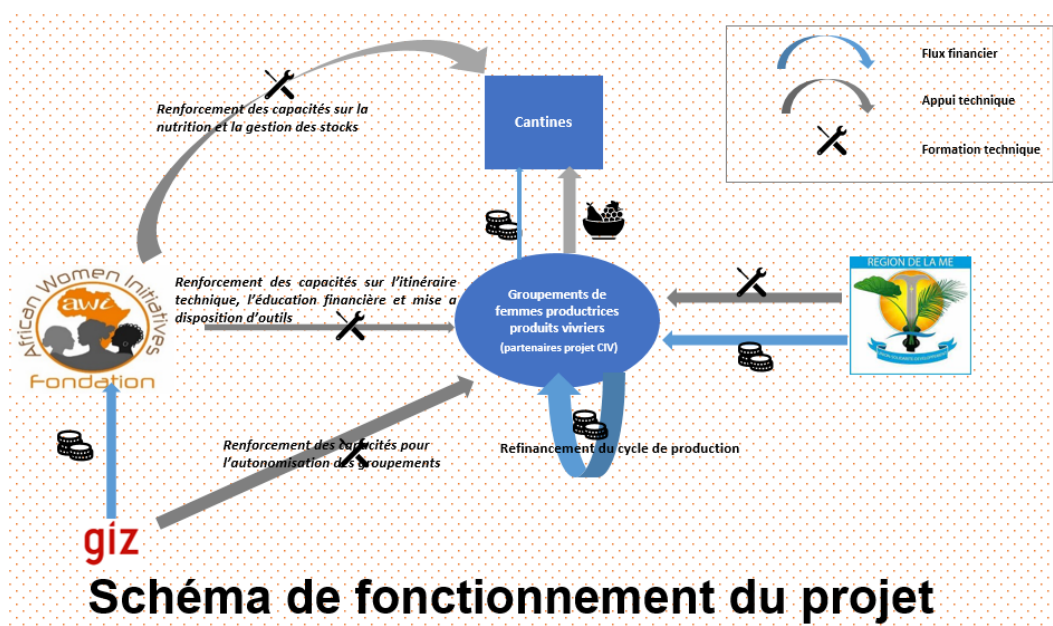 Flux financier
Appui technique
Formation technique
Renforcement des capacités sur la
nutrition et la gestion des stocks
Cantines
African Women Initiatives
awi
Fondation
Renforcement des capacités sur l'itinéraire
technique, l'éducation financière et mise a
disposition d'outils
Groupements de
femmes productrices
produits vivriers
(partenaires projet CIV)
REGION DE LA ME
Renforcement des capacités pour
l'autonomisation des groupements
Refinancement du cycle de production
giz
Schéma de fonctionnement du projet